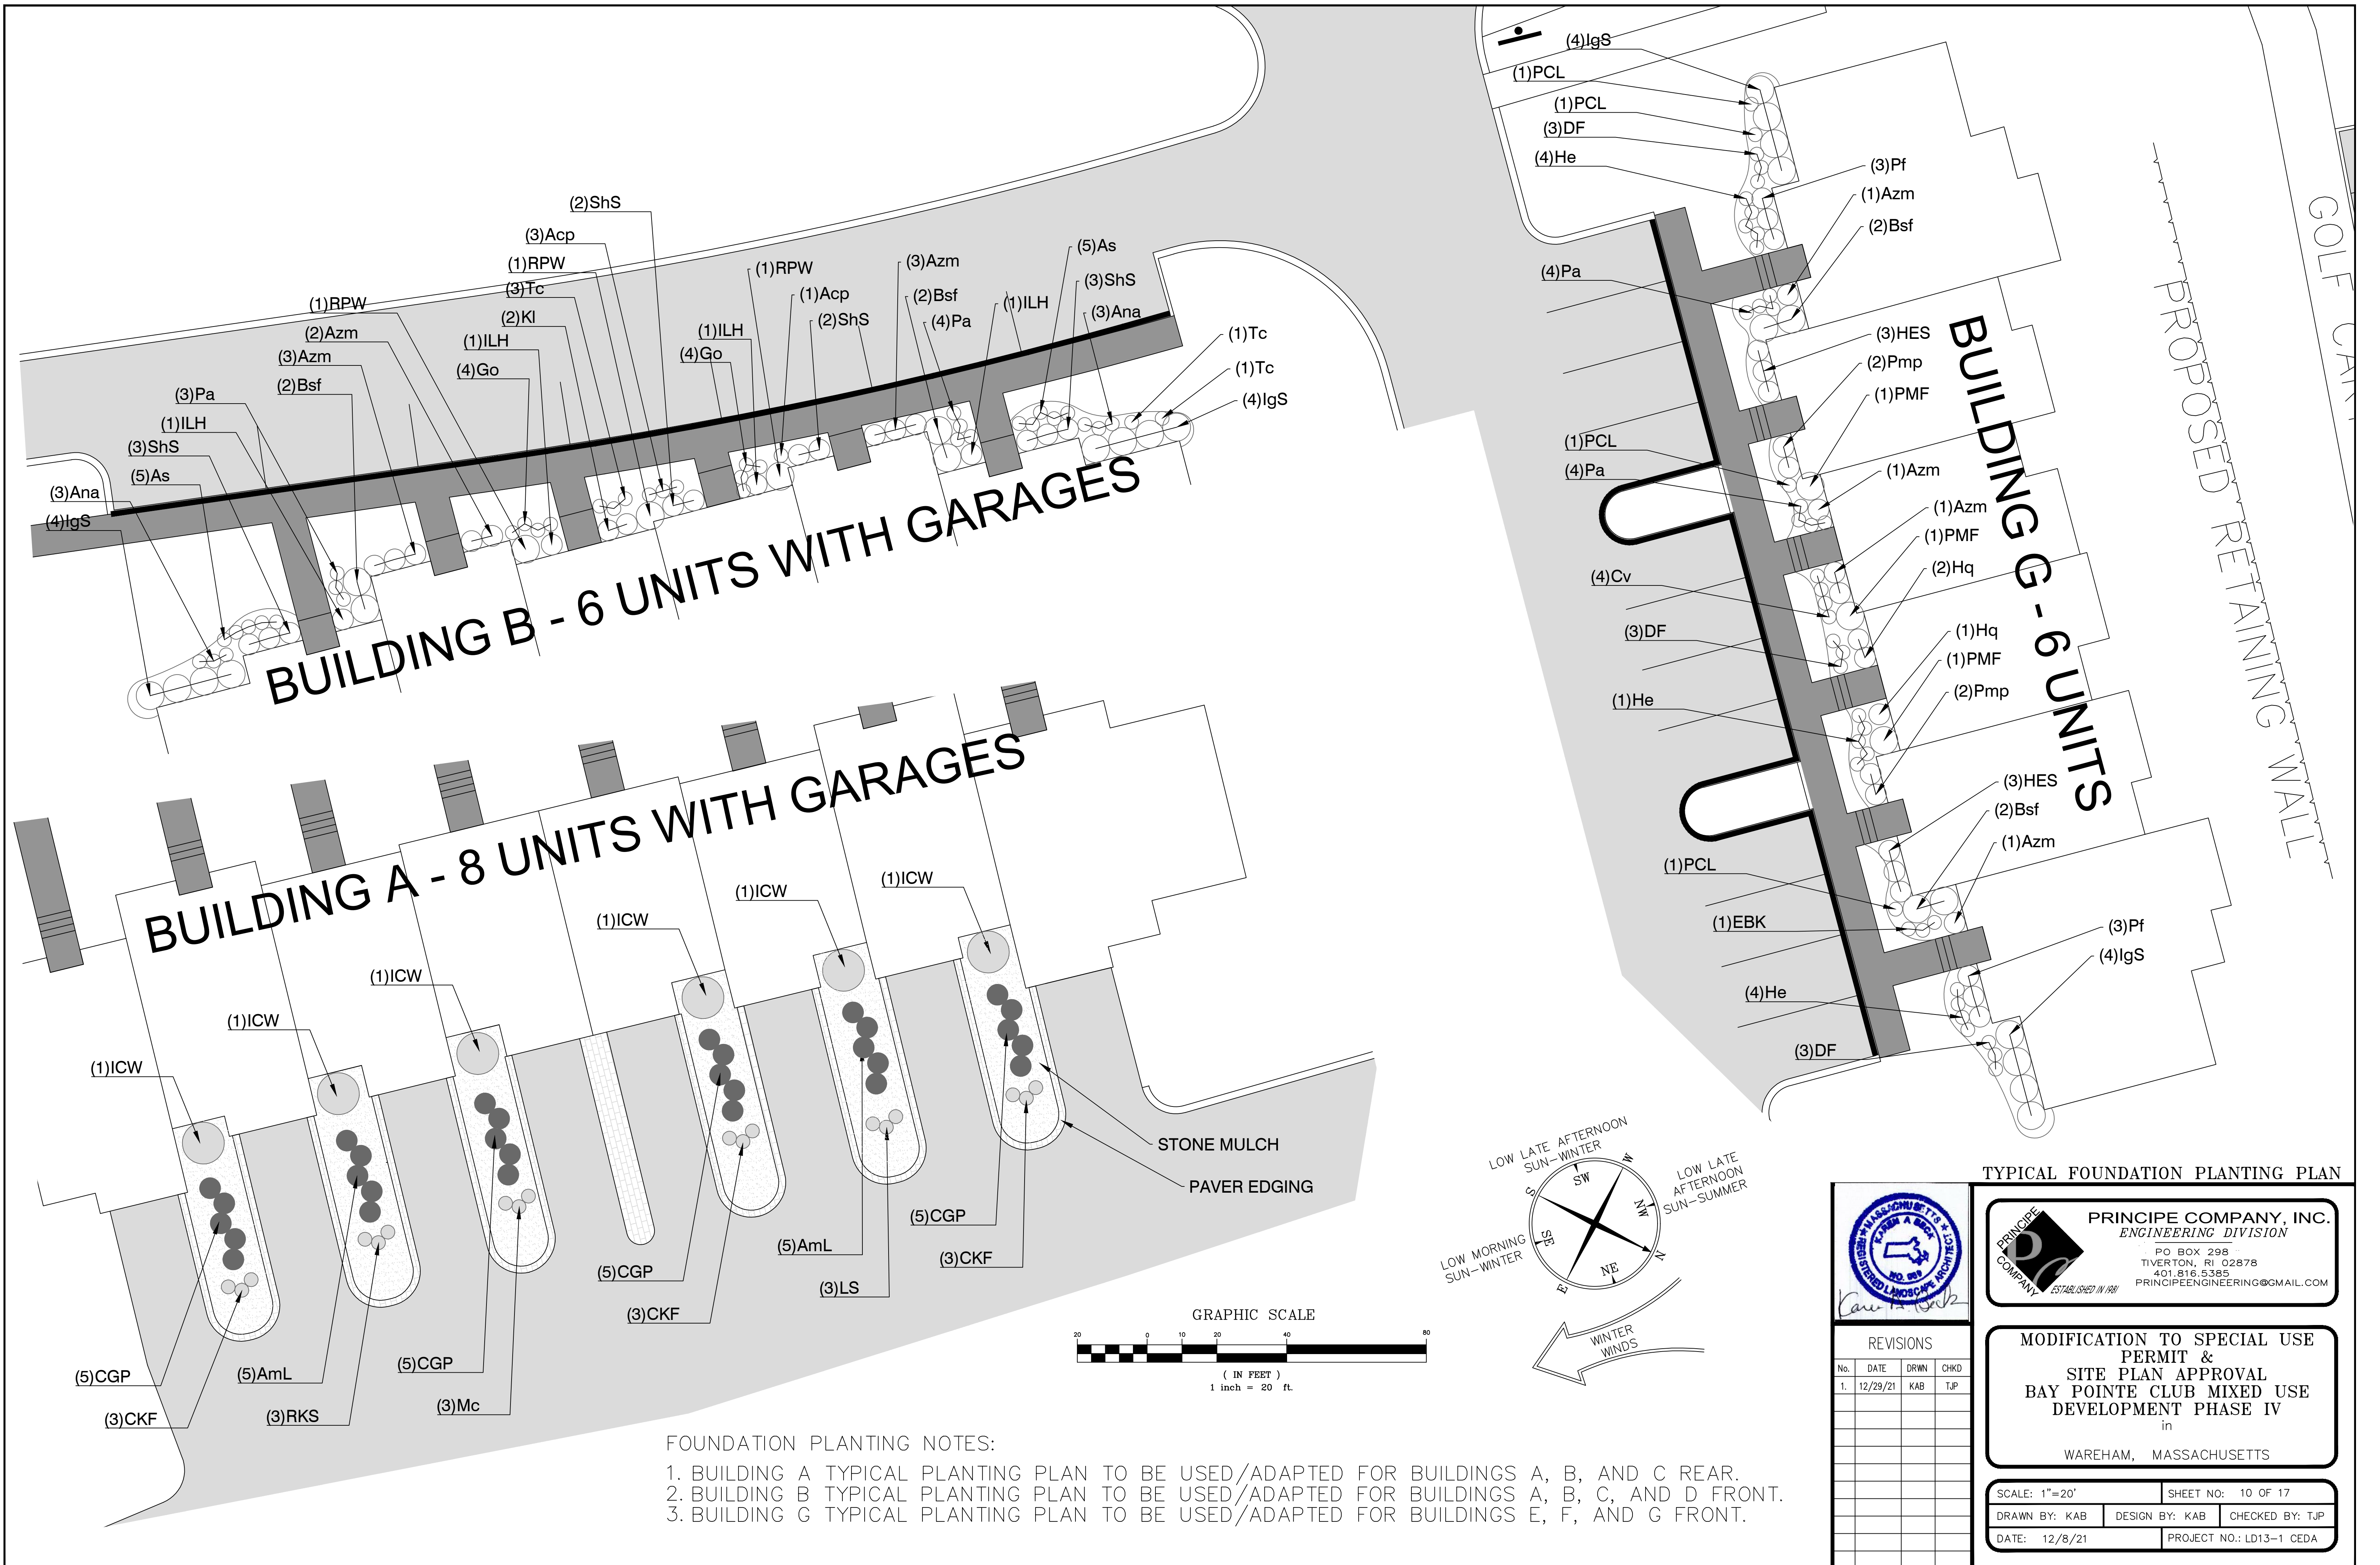 (4)IgS
(1)PCL
(1)PCL
(3)DF
(4)He
(3)Pf
(1)Azm
(2)Bsf
(4)Pa
(3)HES
(2)Pmp
(1)PMF
(1)PCL
(4)Pa
(1)Azm
(1)Azm
(1)PMF
(4)Cv
(2)Hq
(3)DF
(1)Hq
(1)PMF
(1)He
(2)Pmp
(3)HES
(2)Bsf
(1)Azm
(1)PCL
(1)EBK
(3)Pf
(4)IgS
(4)He
(3)DF
BUILDING G - 6 UNITS
PROPOSED RETAINING WALL
GOLF CART
(2)ShS
(3)Acp
(1)RPW
(3)Tc
(2)KI
(1)ILH
(4)Go
(1)RPW
(2)Azm
(3)Azm
(2)Bsf
(3)Pa
(1)ILH
(3)ShS
(5)As
(3)Ana
(4)IgS
(1)RPW
(1)Acp
(2)ShS
(1)ILH
(4)Go
(3)Azm
(2)Bsf
(4)Pa
(1)ILH
(5)As
(3)ShS
(3)Ana
(1)Tc
(1)Tc
(4)IgS
BUILDING B - 6 UNITS WITH GARAGES
BUILDING A - 8 UNITS WITH GARAGES
(1)ICW
(1)ICW
(1)ICW
(1)ICW
(1)ICW
(1)ICW
(5)CGP
(3)CKF
(5)AmL
(3)RKS
(5)CGP
(3)Mc
(5)CGP
(3)CKF
(5)AmL
(3)LS
(5)CGP
(3)CKF
STONE MULCH
PAVER EDGING
LOW LATE AFTERNOON
SUN-WINTER
LOW LATE
AFTERNOON
SUN-SUMMER
LOW MORNING
SUN-WINTER
S
SW
W
NW
N
NE
E
SE
WINTER
WINDS
GRAPHIC SCALE
20 0 10 20 40 80
( IN FEET )
1 inch = 20 ft.
FOUNDATION PLANTING NOTES:
1. BUILDING A TYPICAL PLANTING PLAN TO BE USED/ADAPTED FOR BUILDINGS A, B, AND C REAR.
2. BUILDING B TYPICAL PLANTING PLAN TO BE USED/ADAPTED FOR BUILDINGS A, B, C, AND D FRONT.
3. BUILDING G TYPICAL PLANTING PLAN TO BE USED/ADAPTED FOR BUILDINGS E, F, AND G FRONT.
TYPICAL FOUNDATION PLANTING PLAN
MASSACHUSETTS
KAREN A BECK
NO. 989
REGISTERED LANDSCAPE ARCHITECT
Karen A. Beck
PRINCIPE
COMPANY
PC
ESTABLISHED IN 1981
PRINCIPE COMPANY, INC.
ENGINEERING DIVISION
PO BOX 298
TIVERTON, RI 02878
401.816.5385
PRINCIPEENGINEERING@GMAIL.COM
REVISIONS
No. DATE DRWN CHKD
1. 12/29/21 KAB TJP
MODIFICATION TO SPECIAL USE
PERMIT &
SITE PLAN APPROVAL
BAY POINTE CLUB MIXED USE
DEVELOPMENT PHASE IV
in
WAREHAM, MASSACHUSETTS
SCALE: 1"=20' SHEET NO: 10 OF 17
DRAWN BY: KAB DESIGN BY: KAB CHECKED BY: TJP
DATE: 12/8/21 PROJECT NO.: LD13-1 CEDA